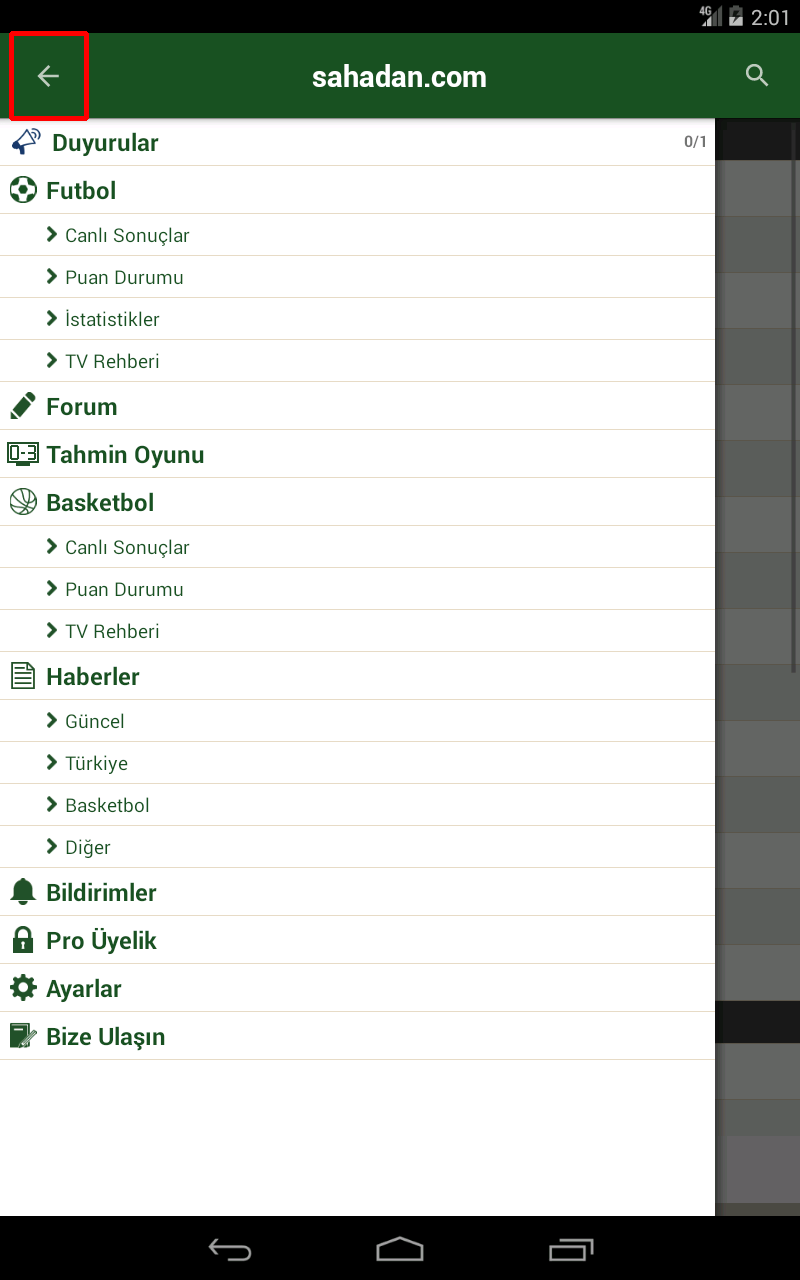 4G 2:01
sahadan.com
Duyurular 0/1
Futbol
Canlı Sonuçlar
Puan Durumu
İstatistikler
TV Rehberi
Forum
0-3 Tahmin Oyunu
Basketbol
Canlı Sonuçlar
Puan Durumu
TV Rehberi
Haberler
Güncel
Türkiye
Basketbol
Diğer
Bildirimler
Pro Üyelik
Ayarlar
Bize Ulaşın